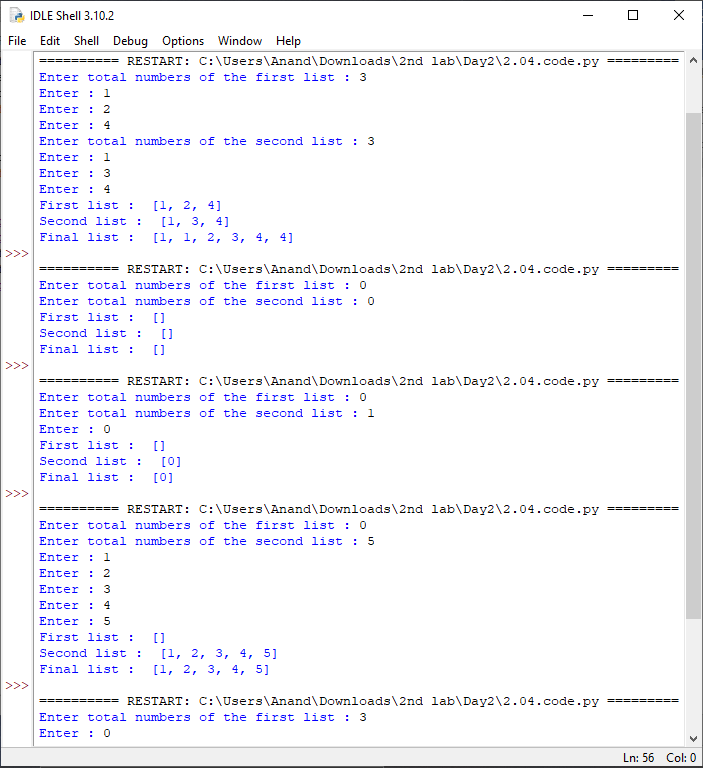 IDLE Shell 3.10.2
File Edit Shell Debug Options Window Help
========== RESTART: C:\Users\Anand\Downloads\2nd lab\Day2\2.04.code.py =========
Enter total numbers of the first list : 3
Enter : 1
Enter : 2
Enter : 4
Enter total numbers of the second list : 3
Enter : 1
Enter : 3
Enter : 4
First list :  [1, 2, 4]
Second list :  [1, 3, 4]
Final list :  [1, 1, 2, 3, 4, 4]
>>>
========== RESTART: C:\Users\Anand\Downloads\2nd lab\Day2\2.04.code.py =========
Enter total numbers of the first list : 0
Enter total numbers of the second list : 0
First list :  []
Second list :  []
Final list :  []
>>>
========== RESTART: C:\Users\Anand\Downloads\2nd lab\Day2\2.04.code.py =========
Enter total numbers of the first list : 0
Enter total numbers of the second list : 1
Enter : 0
First list :  []
Second list :  [0]
Final list :  [0]
>>>
========== RESTART: C:\Users\Anand\Downloads\2nd lab\Day2\2.04.code.py =========
Enter total numbers of the first list : 0
Enter total numbers of the second list : 5
Enter : 1
Enter : 2
Enter : 3
Enter : 4
Enter : 5
First list :  []
Second list :  [1, 2, 3, 4, 5]
Final list :  [1, 2, 3, 4, 5]
>>>
========== RESTART: C:\Users\Anand\Downloads\2nd lab\Day2\2.04.code.py =========
Enter total numbers of the first list : 3
Enter : 0
Ln: 56 Col: 0